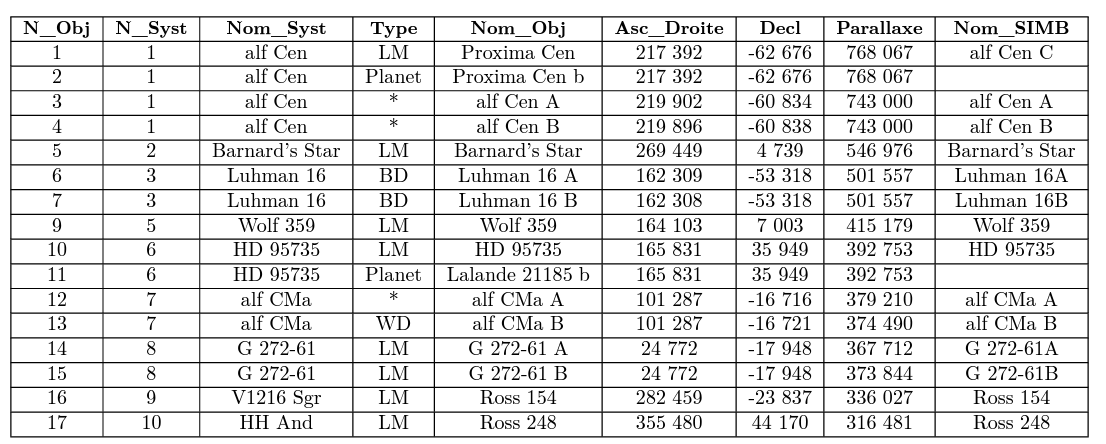 N_Obj N_Syst Nom_Syst Type Nom_Obj Asc_Droite Decl Parallaxe Nom_SIMB
1 1 alf Cen LM Proxima Cen 217 392 -62 676 768 067 alf Cen C
2 1 alf Cen Planet Proxima Cen b 217 392 -62 676 768 067
3 1 alf Cen * alf Cen A 219 902 -60 834 743 000 alf Cen A
4 1 alf Cen * alf Cen B 219 896 -60 838 743 000 alf Cen B
5 2 Barnard's Star LM Barnard's Star 269 449 4 739 546 976 Barnard's Star
6 3 Luhman 16 BD Luhman 16 A 162 309 -53 318 501 557 Luhman 16A
7 3 Luhman 16 BD Luhman 16 B 162 308 -53 318 501 557 Luhman 16B
9 5 Wolf 359 LM Wolf 359 164 103 7 003 415 179 Wolf 359
10 6 HD 95735 LM HD 95735 165 831 35 949 392 753 HD 95735
11 6 HD 95735 Planet Lalande 21185 b 165 831 35 949 392 753
12 7 alf CMa * alf CMa A 101 287 -16 716 379 210 alf CMa A
13 7 alf CMa WD alf CMa B 101 287 -16 721 374 490 alf CMa B
14 8 G 272-61 LM G 272-61 A 24 772 -17 948 367 712 G 272-61A
15 8 G 272-61 LM G 272-61 B 24 772 -17 948 373 844 G 272-61B
16 9 V1216 Sgr LM Ross 154 282 459 -23 837 336 027 Ross 154
17 10 HH And LM Ross 248 355 480 44 170 316 481 Ross 248